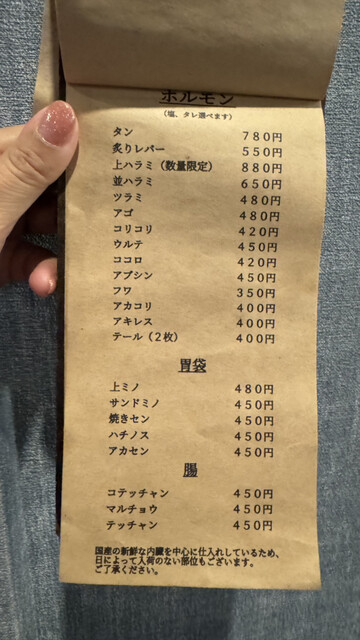 ホルモン
(塩、タレ選べます)
タン 780円
炙りレバー 550円
上ハラミ(数量限定) 880円
並ハラミ 650円
ツラミ 480円
アゴ 480円
コリコリ 420円
ウルテ 450円
ココロ 420円
アブシン 450円
フワ 350円
アカコリ 400円
アキレス 400円
テール(2枚) 400円
胃袋
上ミノ 480円
サンドミノ 450円
焼きセン 450円
ハチノス 450円
アカセン 450円
腸
コテッチャン 450円
マルチョウ 450円
テッチャン 450円
国産の新鮮な内臓を中心に仕入れしているため、
日によって入荷のない部位もございます。
ご了承ください。